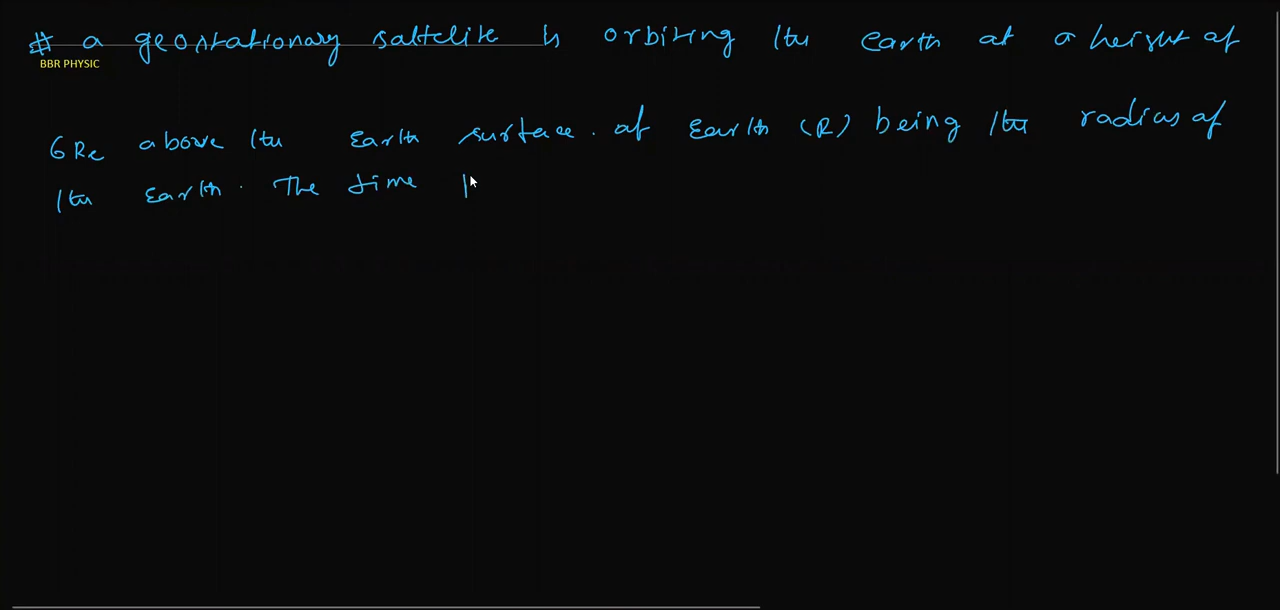 # a geostationary saltelite is orbiting the earth at a height of
BBR PHYSIC
6Re above the Earth surface. of Earth (R) being the radius of
the Earth. The time